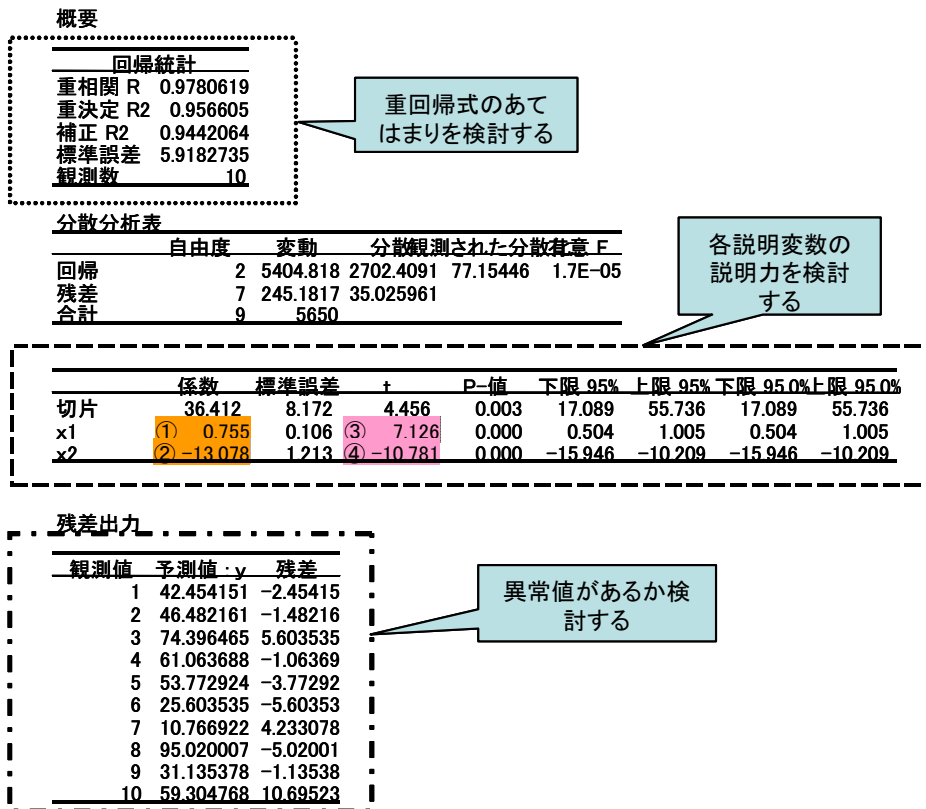 概要
回帰統計
重相関 R 0.9780619
重決定 R2 0.956605
補正 R2 0.9442064
標準誤差 5.9182735
観測数 10
重回帰式のあて
はまりを検討する
分散分析表
自由度 変動 分散 観測された分散比 有意 F
回帰 2 5404.818 2702.4091 77.15446 1.7E-05
残差 7 245.1817 35.025961
合計 9 5650
各説明変数の
説明力を検討
する
係数 標準誤差 t P-値 下限 95% 上限 95% 下限 95.0% 上限 95.0%
切片 36.412 8.172 4.456 0.003 17.089 55.736 17.089 55.736
x1 ① 0.755 0.106 ③ 7.126 0.000 0.504 1.005 0.504 1.005
x2 ② -13.078 1.213 ④ -10.781 0.000 -15.946 -10.209 -15.946 -10.209
残差出力
観測値 予測値 : y 残差
1 42.454151 -2.45415
2 46.482161 -1.48216
3 74.396465 5.603535
4 61.063688 -1.06369
5 53.772924 -3.77292
6 25.603535 -5.60353
7 10.766922 4.233078
8 95.020007 -5.02001
9 31.135378 -1.13538
10 59.304768 10.69523
異常値があるか検
討する